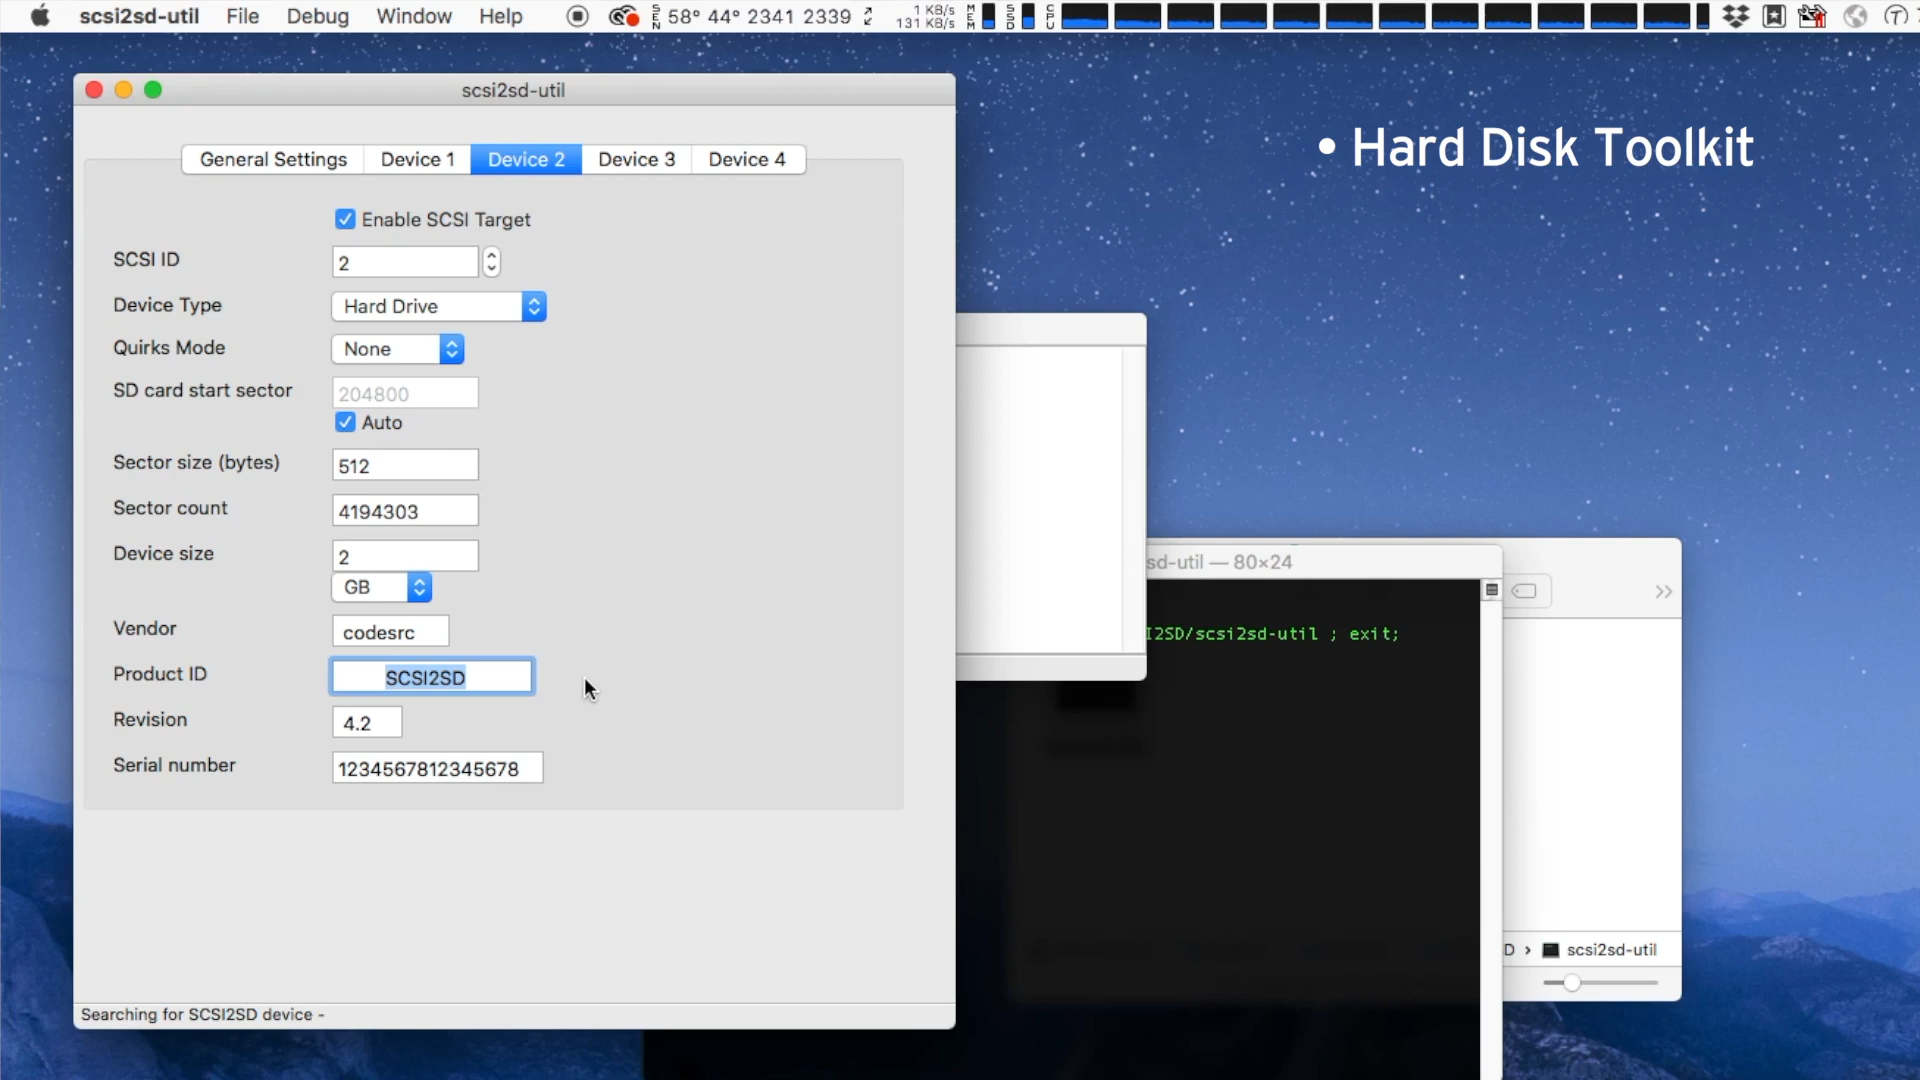 scsi2sd-util File Debug Window Help SEN 58° 44° 2341 2339 1 KB/s 131 KB/s MEM SSD CPU
scsi2sd-util
• Hard Disk Toolkit
General Settings Device 1 Device 2 Device 3 Device 4
Enable SCSI Target
SCSI ID 2
Device Type Hard Drive
Quirks Mode None
SD card start sector 204800
Auto
Sector size (bytes) 512
Sector count 4194303
Device size 2
GB
Vendor codesrc
Product ID SCSI2SD
Revision 4.2
Serial number 1234567812345678
Searching for SCSI2SD device -
sd-util — 80×24
I2SD/scsi2sd-util ; exit;
D › scsi2sd-util